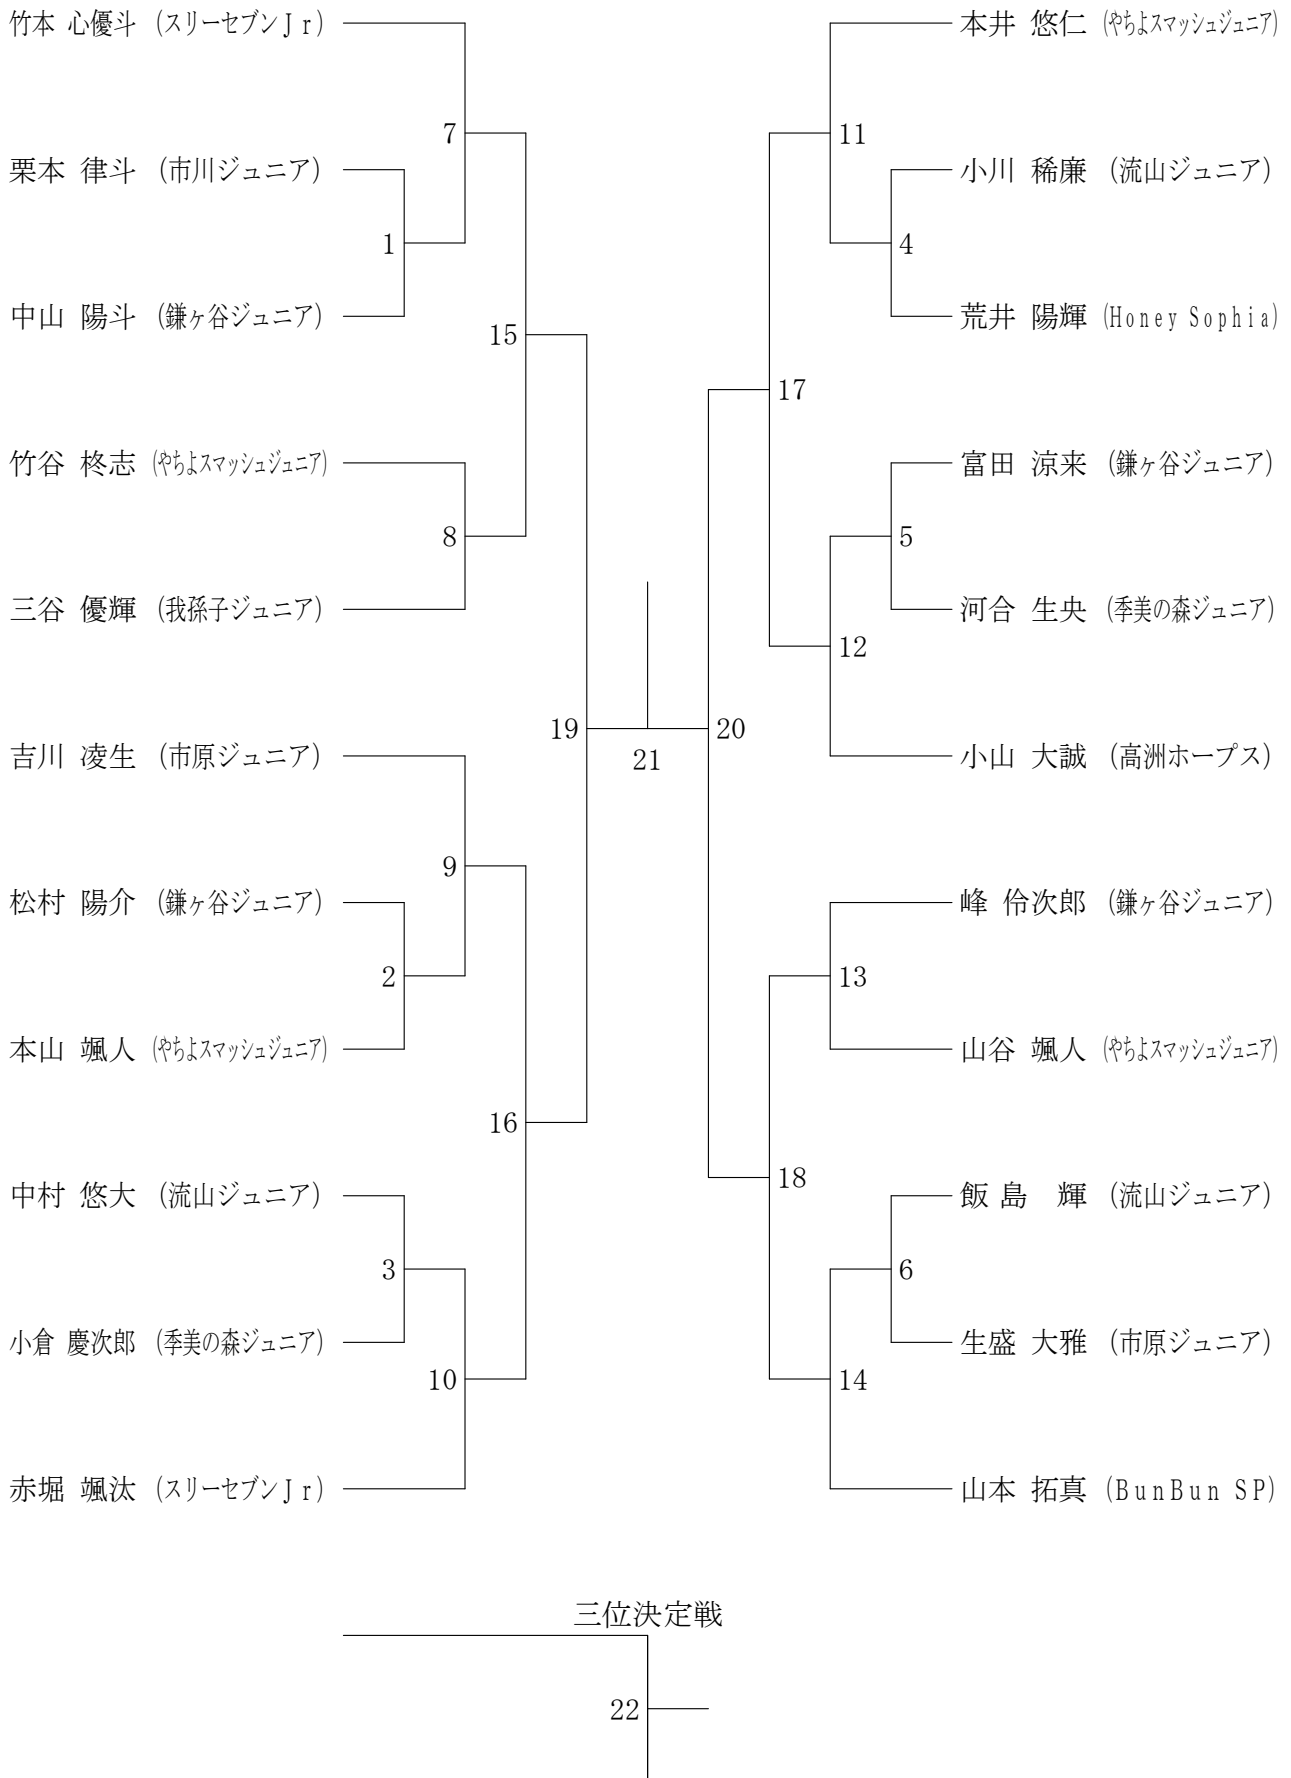 竹本 心優斗 (スリーセブンJr)
7
栗本 律斗 (市川ジュニア)
1
中山 陽斗 (鎌ヶ谷ジュニア)
15
竹谷 柊志 (やちよスマッシュジュニア)
8
三谷 優輝 (我孫子ジュニア)
19
吉川 凌生 (市原ジュニア)
9
松村 陽介 (鎌ヶ谷ジュニア)
2
本山 颯人 (やちよスマッシュジュニア)
16
中村 悠大 (流山ジュニア)
3
小倉 慶次郎 (季美の森ジュニア)
10
赤堀 颯汰 (スリーセブンJr)
21
本井 悠仁 (やちよスマッシュジュニア)
11
小川 稀廉 (流山ジュニア)
4
荒井 陽輝 (Honey Sophia)
17
富田 涼来 (鎌ヶ谷ジュニア)
5
河合 生央 (季美の森ジュニア)
12
20
小山 大誠 (高洲ホープス)
峰 伶次郎 (鎌ヶ谷ジュニア)
13
山谷 颯人 (やちよスマッシュジュニア)
18
飯島 輝 (流山ジュニア)
6
生盛 大雅 (市原ジュニア)
14
山本 拓真 (BunBun SP)
三位決定戦
22